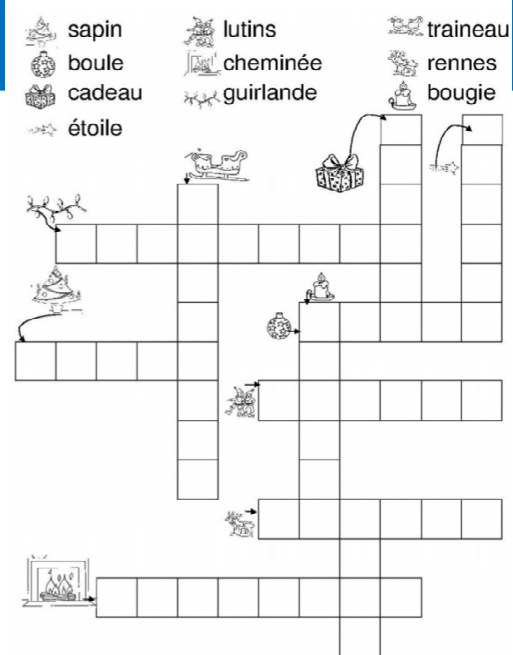 sapin lutins traineau
boule cheminée rennes
cadeau guirlande bougie
étoile